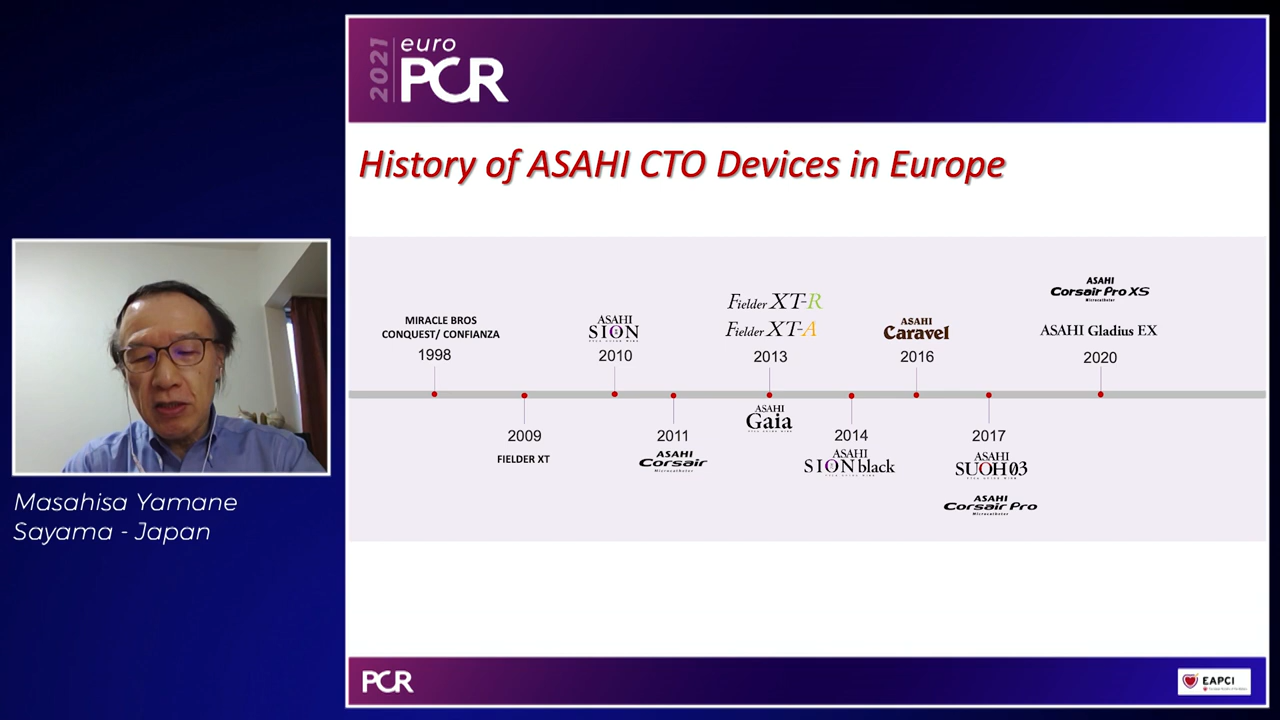 2021
euro
PCR
History of ASAHI CTO Devices in Europe
MIRACLE BROS
CONQUEST/ CONFIANZA
1998
2009
FIELDER XT
ASAHI
SION
2010
2011
ASAHI
Corsair
Microcatheter
Fielder XT-R
Fielder XT-A
2013
ASAHI
Gaia
2014
ASAHI
SION black
ASAHI
Caravel
2016
2017
ASAHI
SUOH 03
ASAHI
Corsair Pro
Microcatheter
ASAHI
Corsair Pro XS
Microcatheter
ASAHI Gladius EX
2020
Masahisa Yamane
Sayama - Japan
PCR
EAPCI